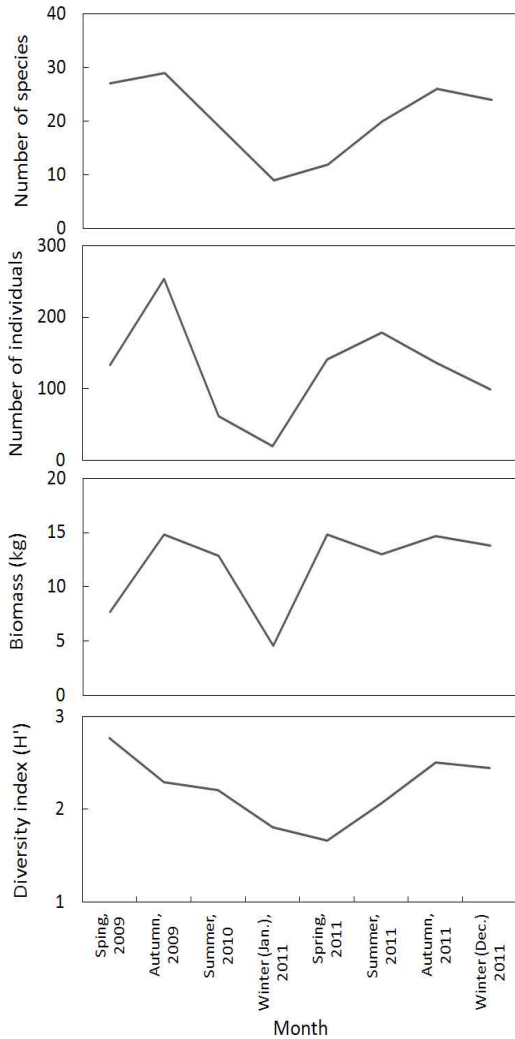 Number of species
40
30
20
10
0
Number of individuals
300
200
100
0
Biomass (kg)
20
15
10
5
0
Diversity index (H')
3
2
1
Sping,
2009
Autumn,
2009
Summer,
2010
Winter (Jan.),
2011
Spring,
2011
Summer,
2011
Autumn,
2011
Winter (Dec.)
2011
Month